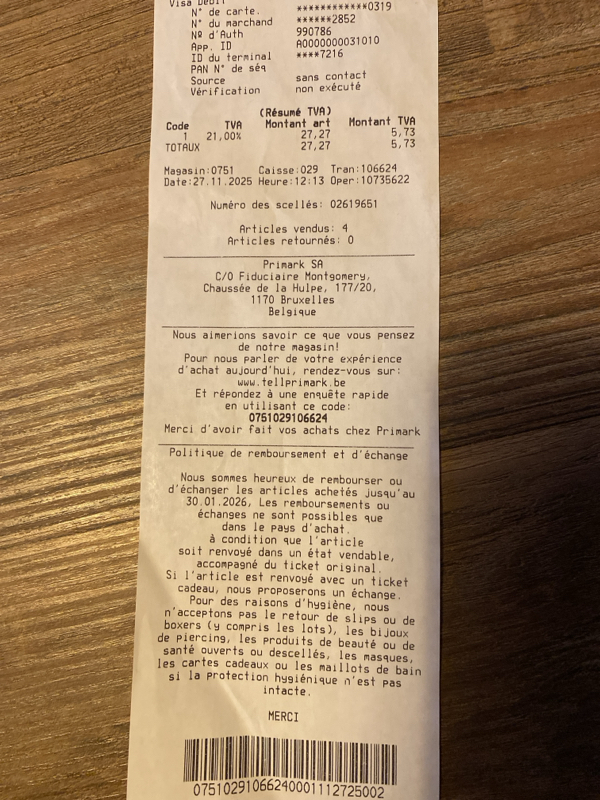 Visa Debit
N° de carte. ************0319
N° du marchand ******2852
Nº d'Auth 990786
App. ID A0000000031010
ID du terminal ****7216
PAN N° de séq
Source sans contact
Vérification non exécuté
(Résumé TVA)
Code TVA Montant art Montant TVA
1 21,00% 27,27 5,73
TOTAUX 27,27 5,73
Magasin:0751 Caisse:029 Tran:106624
Date:27.11.2025 Heure:12:13 Oper:10735622
Numéro des scellés: 02619651
Articles vendus: 4
Articles retournés: 0
Primark SA
C/O Fiduciaire Montgomery,
Chaussée de la Hulpe, 177/20,
1170 Bruxelles
Belgique
Nous aimerions savoir ce que vous pensez
de notre magasin!
Pour nous parler de votre expérience
d'achat aujourd'hui, rendez-vous sur:
www.tellprimark.be
Et répondez à une enquête rapide
en utilisant ce code:
0751029106624
Merci d'avoir fait vos achats chez Primark
Politique de remboursement et d'échange
Nous sommes heureux de rembourser ou
d'échanger les articles achetés jusqu'au
30.01.2026, Les remboursements ou
échanges ne sont possibles que
dans le pays d'achat.
à condition que l'article
soit renvoyé dans un état vendable,
accompagné du ticket original.
Si l'article est renvoyé avec un ticket
cadeau, nous proposerons un échange.
Pour des raisons d'hygiène, nous
n'acceptons pas le retour de slips ou de
boxers (y compris les lots), les bijoux
de piercing, les produits de beauté ou de
santé ouverts ou descellés, les masques,
les cartes cadeaux ou les maillots de bain
si la protection hygiénique n'est pas
intacte.
MERCI
07510291066240001112725002